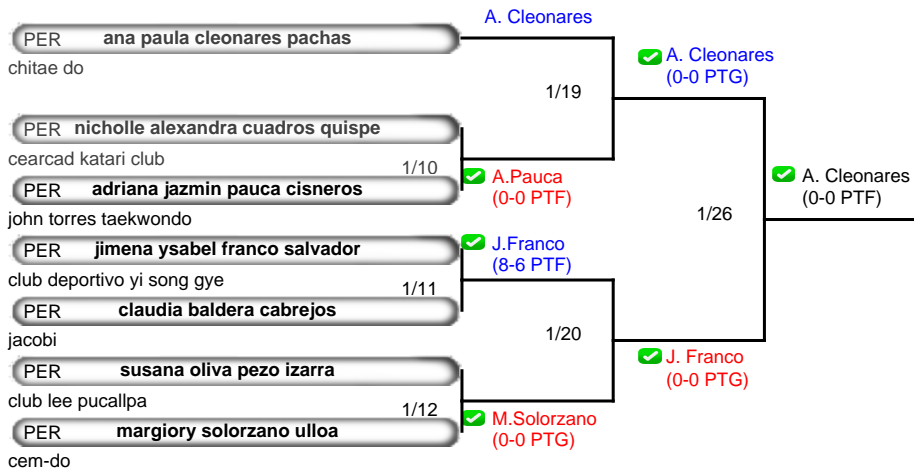 A. Cleonares
PER ana paula cleonares pachas
chitae do
A. Cleonares
(0-0 PTG)
1/19
PER nicholle alexandra cuadros quispe
cearcad katari club
1/10
PER adriana jazmin pauca cisneros
john torres taekwondo
A.Pauca
(0-0 PTF)
A. Cleonares
(0-0 PTF)
1/26
PER jimena ysabel franco salvador
club deportivo yi song gye
J.Franco
(8-6 PTF)
1/11
PER claudia baldera cabrejos
jacobi
1/20
J. Franco
(0-0 PTG)
PER susana oliva pezo izarra
club lee pucallpa
1/12
PER margiory solorzano ulloa
cem-do
M.Solorzano
(0-0 PTG)